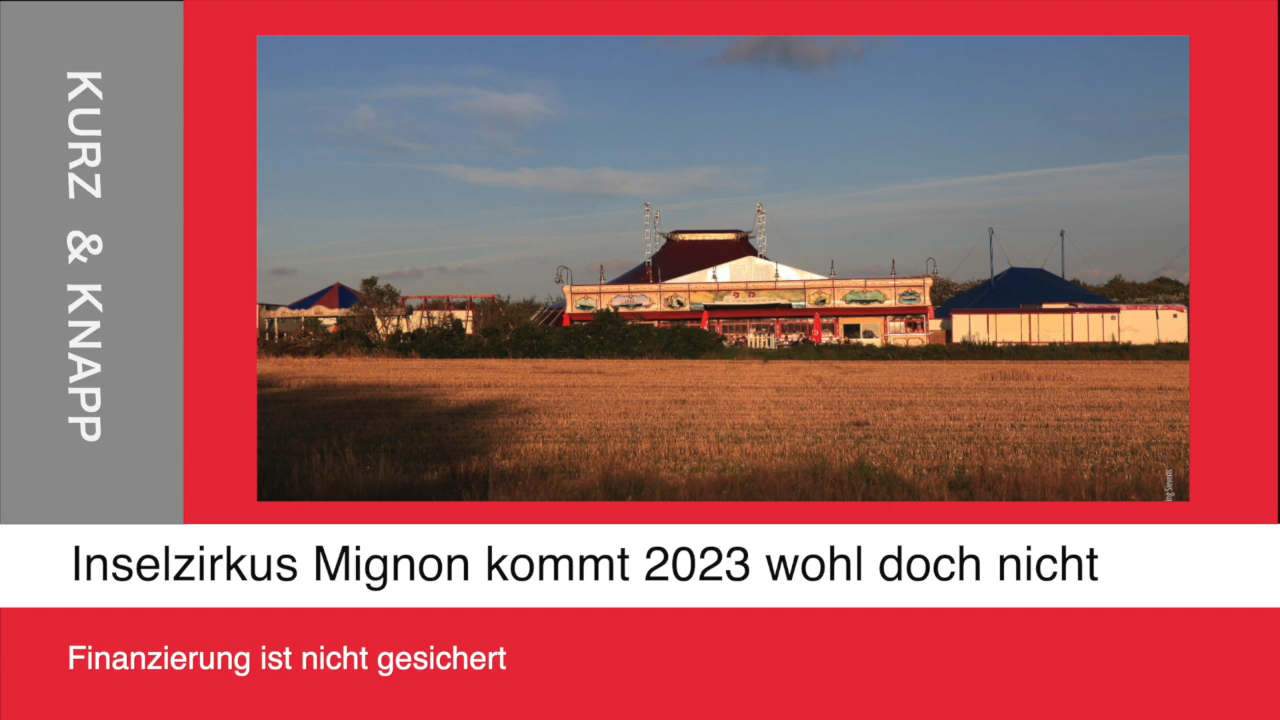 KURZ & KNAPP
Inselzirkus Mignon kommt 2023 wohl doch nicht
Finanzierung ist nicht gesichert